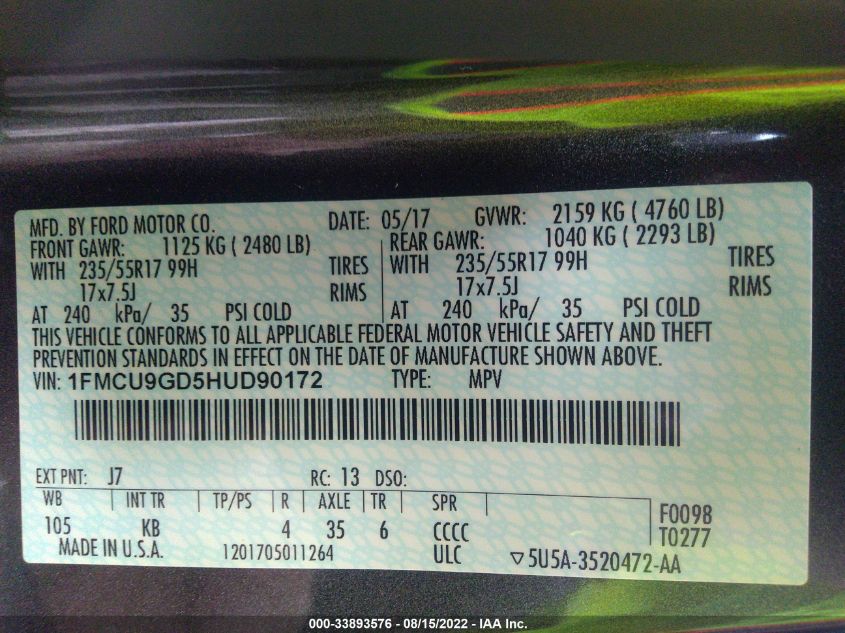 MFD. BY FORD MOTOR CO. DATE: 05/17 GVWR: 2159 KG ( 4760 LB)
FRONT GAWR: 1125 KG ( 2480 LB) REAR GAWR: 1040 KG ( 2293 LB)
WITH 235/55R17 99H TIRES WITH 235/55R17 99H TIRES
17x7.5J RIMS 17x7.5J RIMS
AT 240 kPa/ 35 PSI COLD AT 240 kPa/ 35 PSI COLD
THIS VEHICLE CONFORMS TO ALL APPLICABLE FEDERAL MOTOR VEHICLE SAFETY AND THEFT
PREVENTION STANDARDS IN EFFECT ON THE DATE OF MANUFACTURE SHOWN ABOVE.
VIN: 1FMCU9GD5HUD90172 TYPE: MPV
EXT PNT: J7 RC: 13 DSO:
WB INT TR TP/PS R AXLE TR SPR
105 KB 4 35 6 CCCC
F0098
T0277
MADE IN U.S.A. 1201705011264 ULC ▽5U5A-3520472-AA
000-33893576 - 08/15/2022 - IAA Inc.